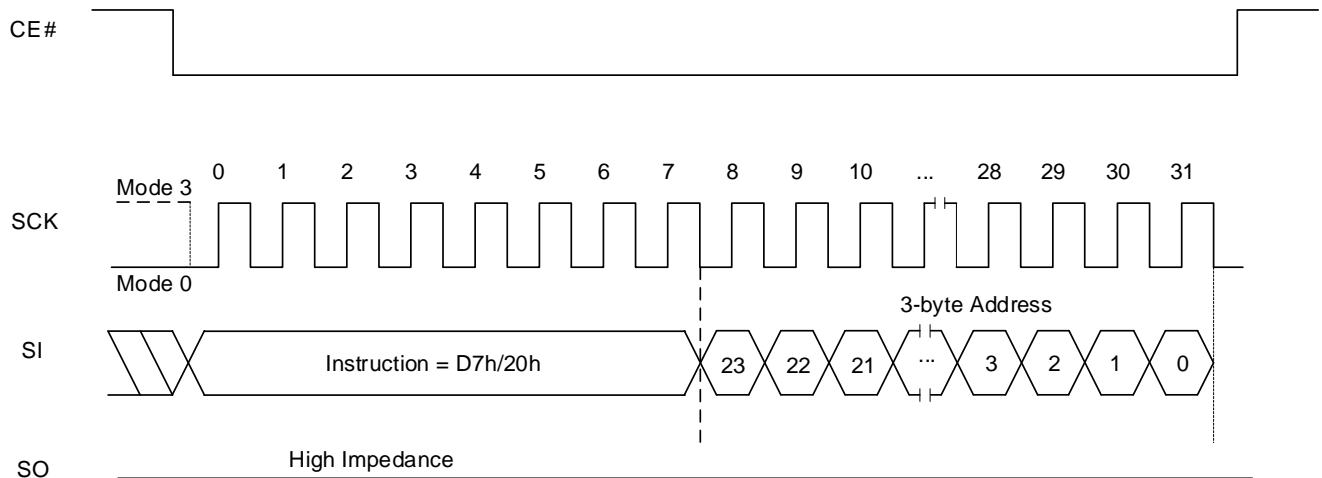 CE#
0 1 2 3 4 5 6 7 8 9 10 ... 28 29 30 31
Mode 3
SCK
Mode 0
3-byte Address
SI
Instruction = D7h/20h 23 22 21 ... 3 2 1 0
High Impedance
SO